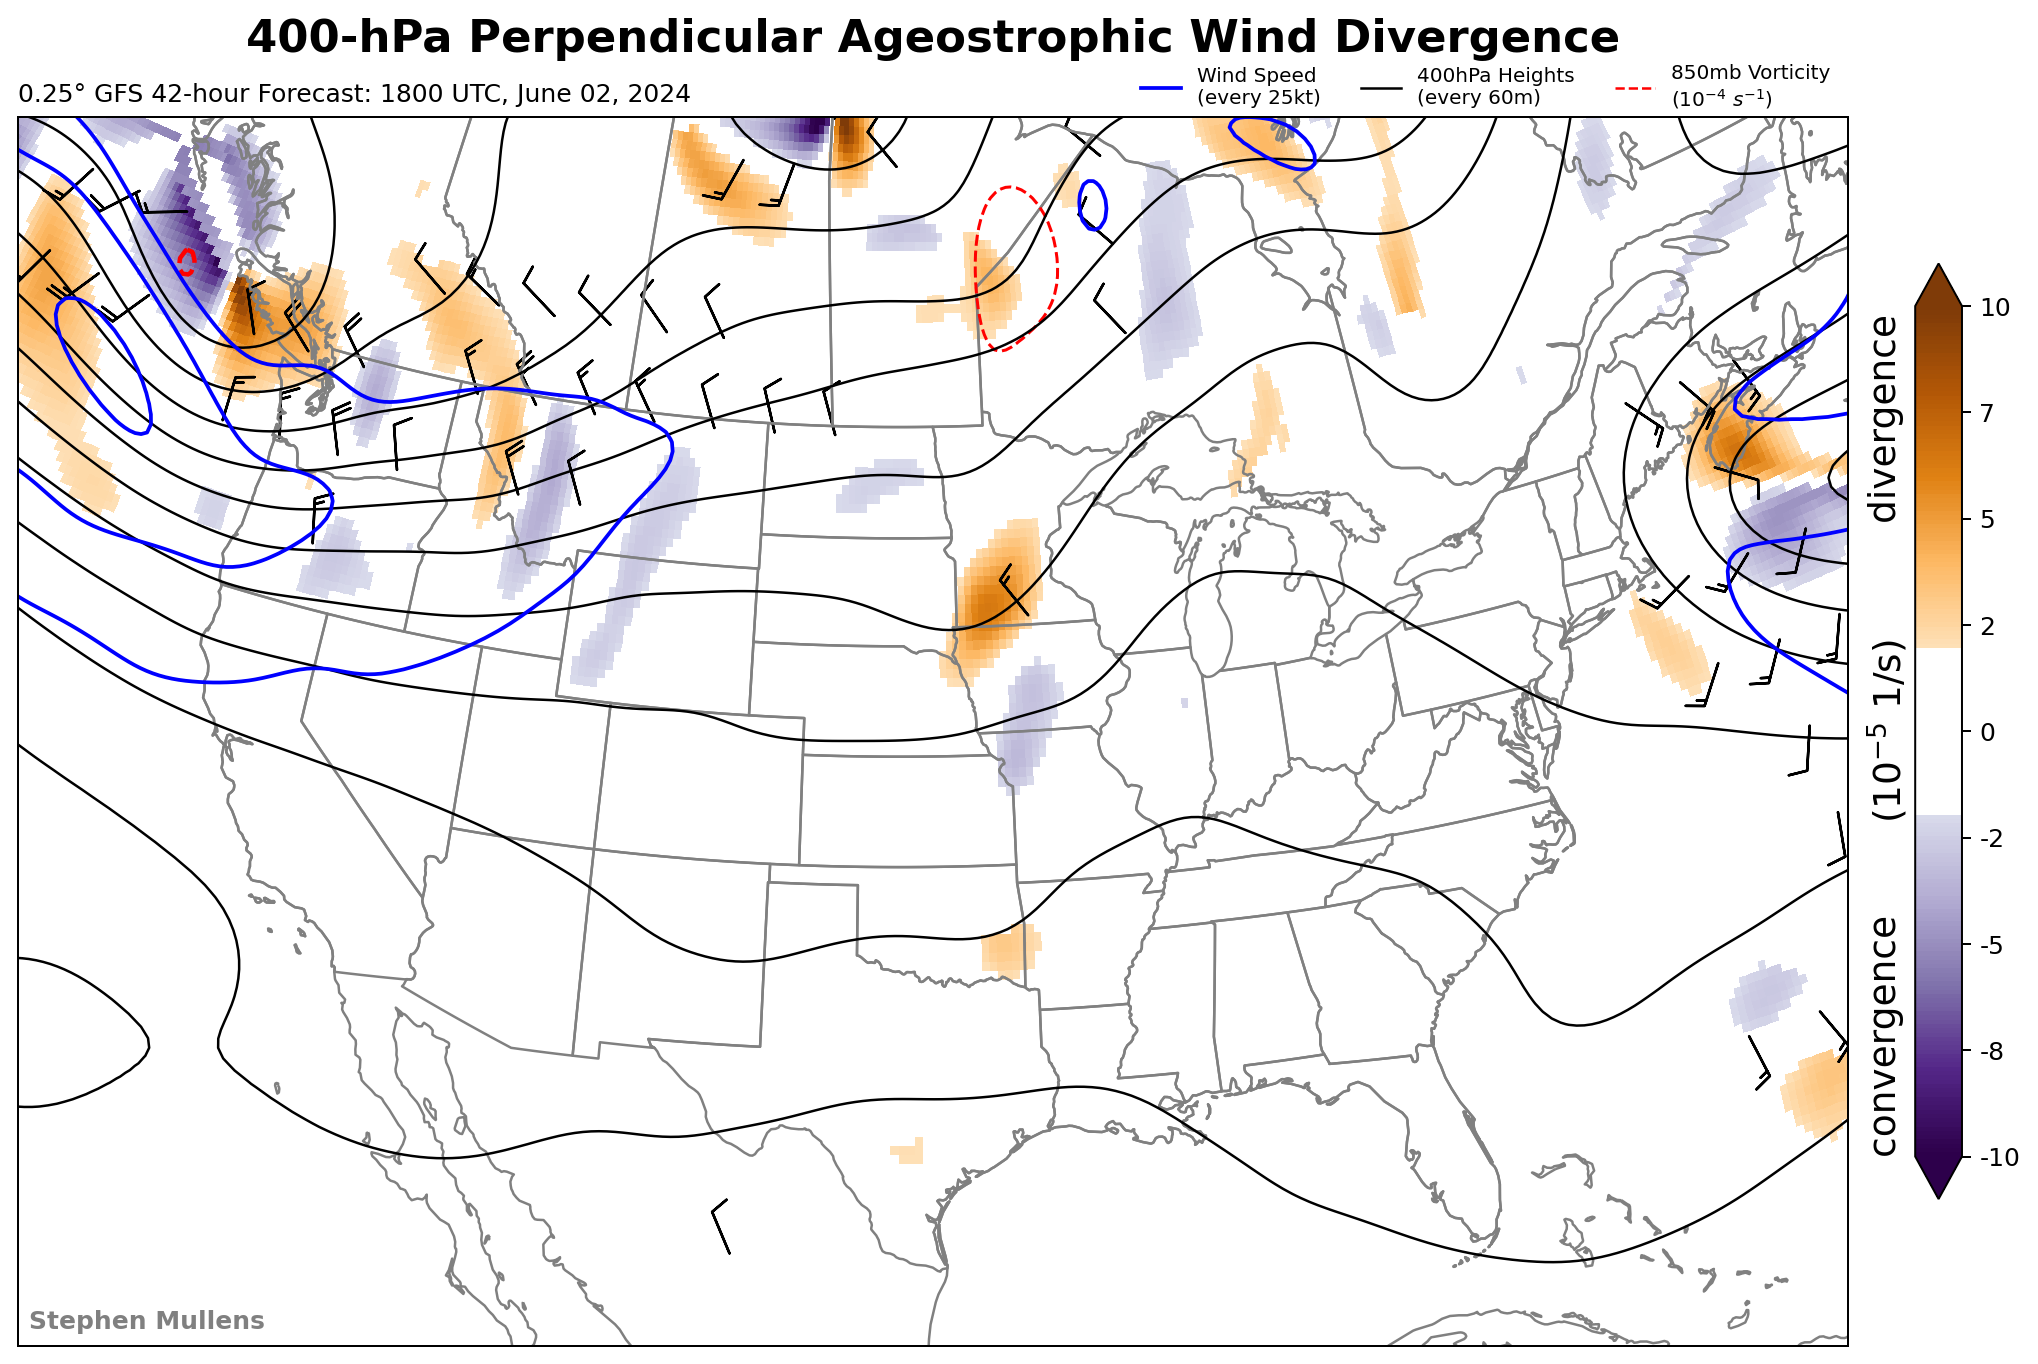 400-hPa Perpendicular Ageostrophic Wind Divergence
0.25° GFS 42-hour Forecast: 1800 UTC, June 02, 2024
Wind Speed
(every 25kt)
400hPa Heights
(every 60m)
850mb Vorticity
(10⁻⁴ s⁻¹)
10
7
5
2
0
-2
-5
-8
-10
convergence (10⁻⁵ 1/s) divergence
Stephen Mullens